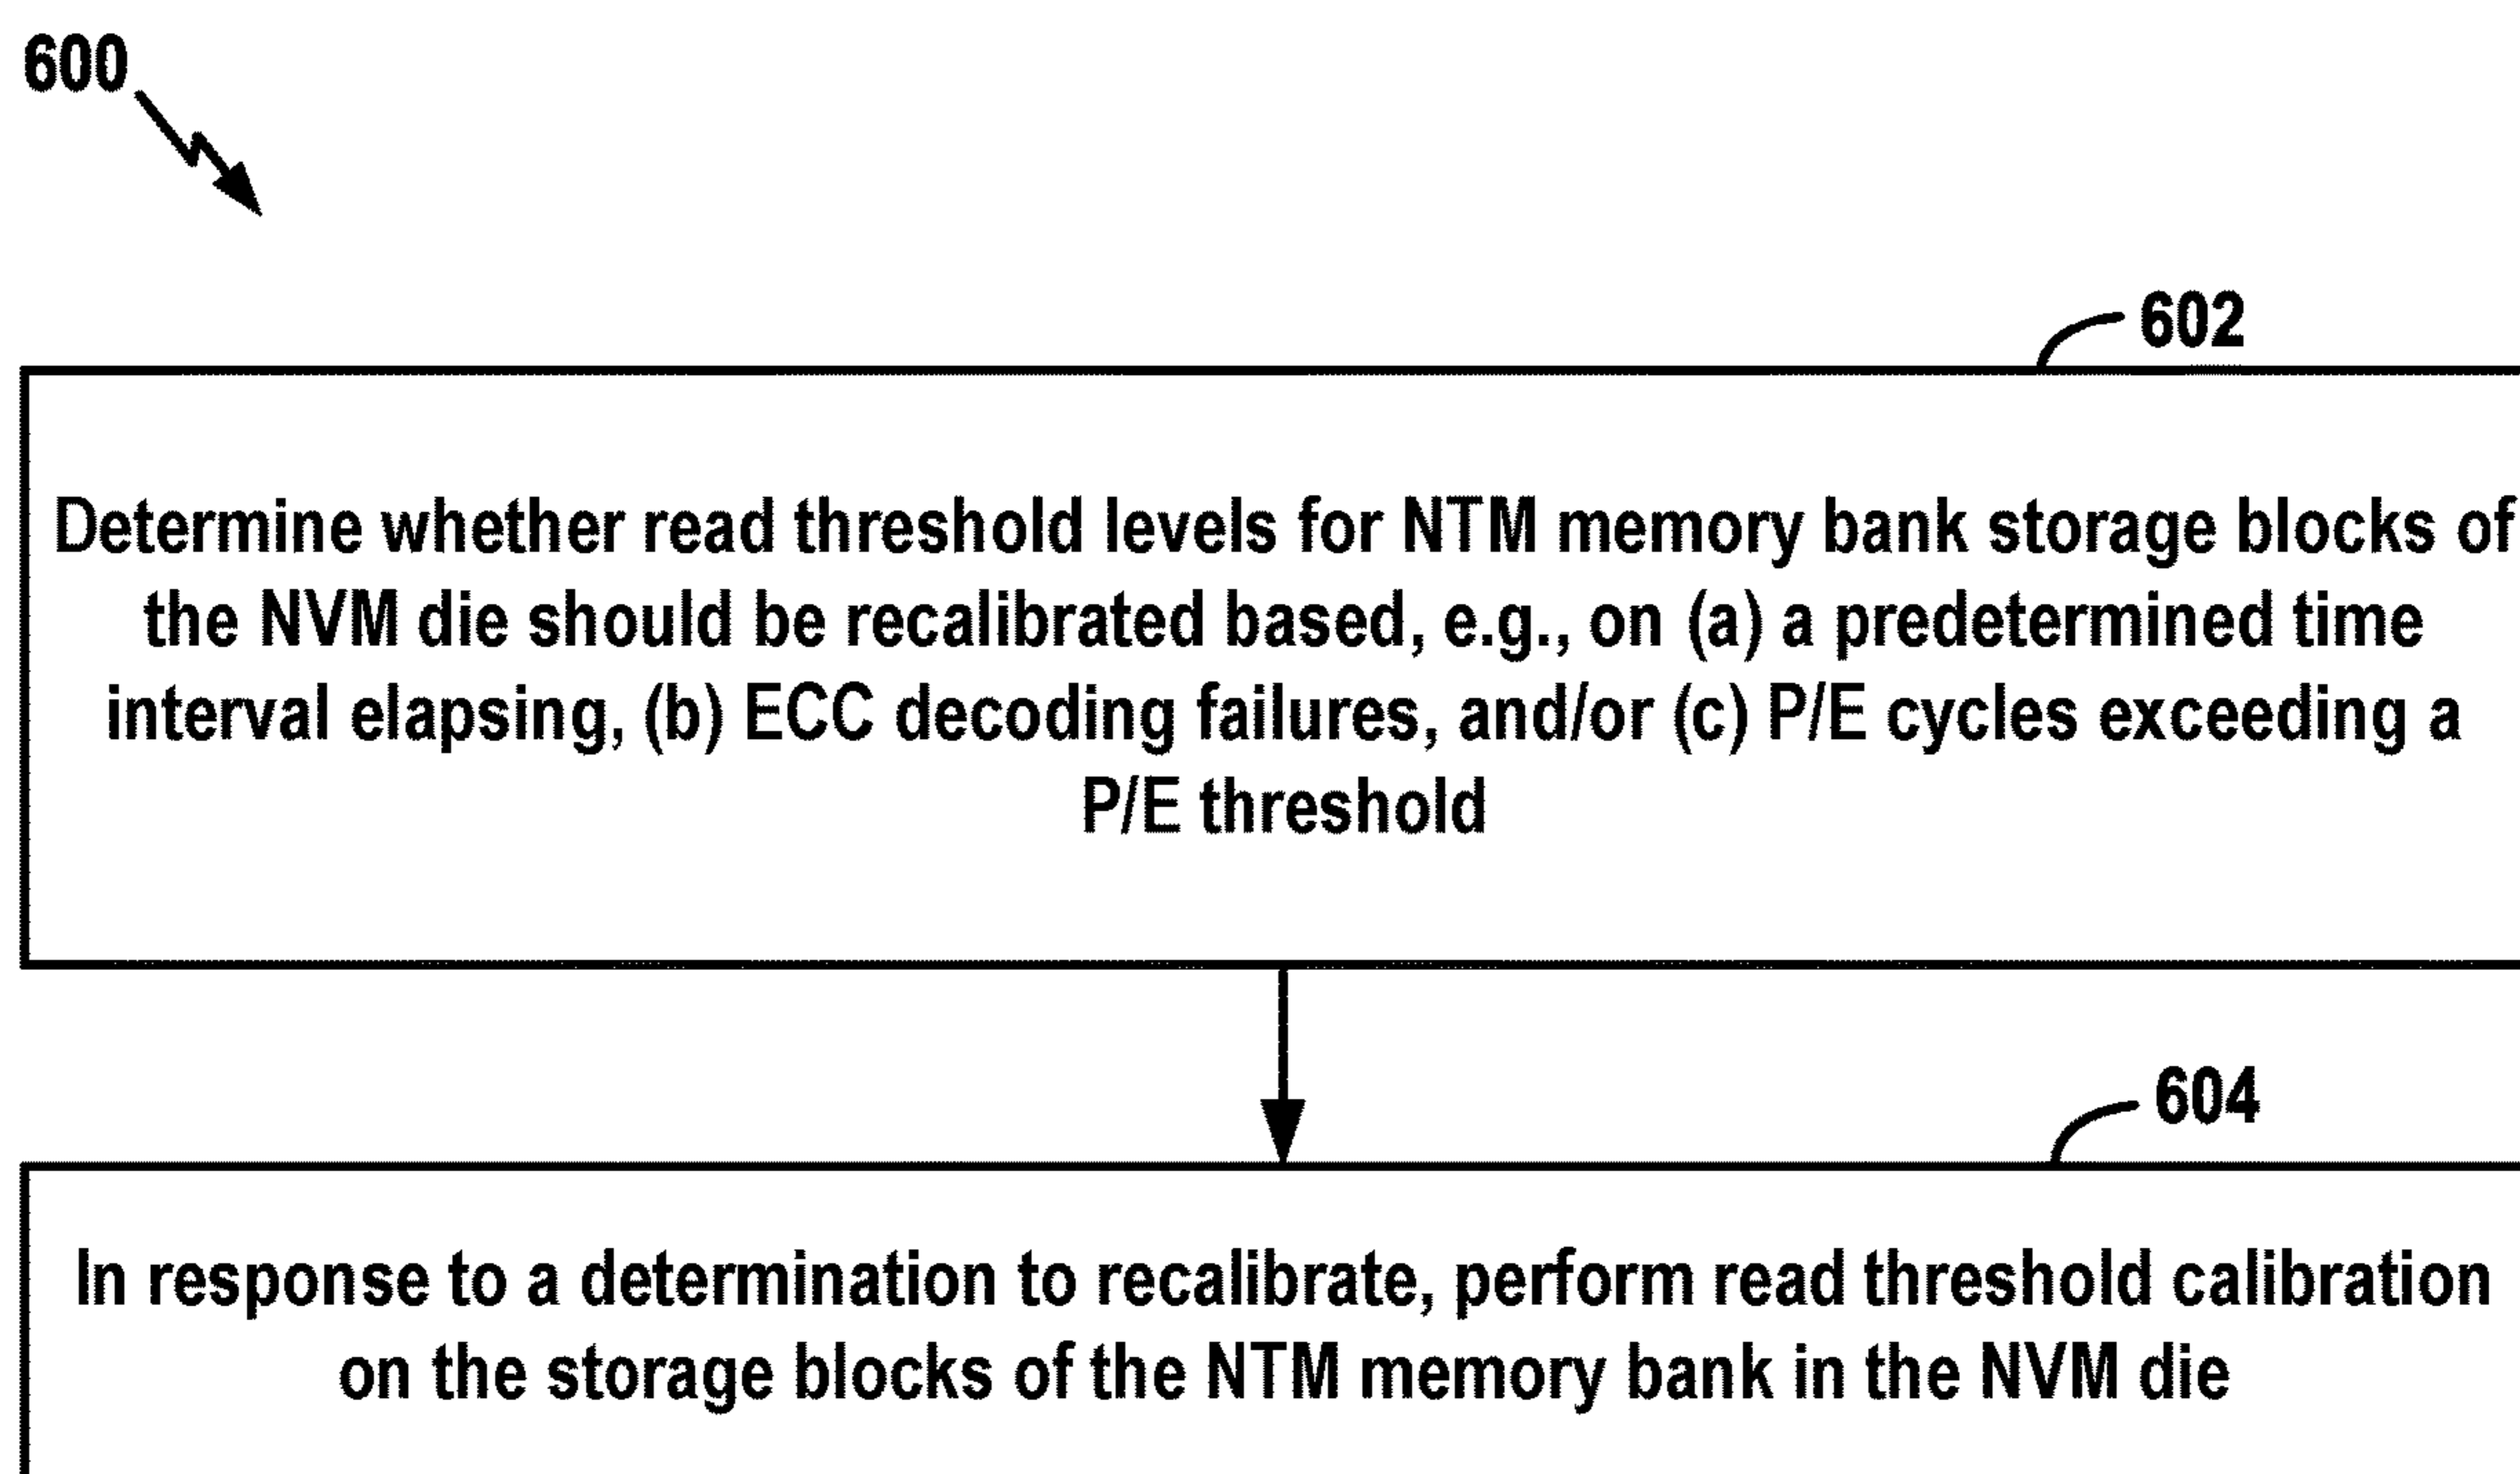 600
602
Determine whether read threshold levels for NTM memory bank storage blocks of
the NVM die should be recalibrated based, e.g., on (a) a predetermined time
interval elapsing, (b) ECC decoding failures, and/or (c) P/E cycles exceeding a
P/E threshold
604
In response to a determination to recalibrate, perform read threshold calibration
on the storage blocks of the NTM memory bank in the NVM die